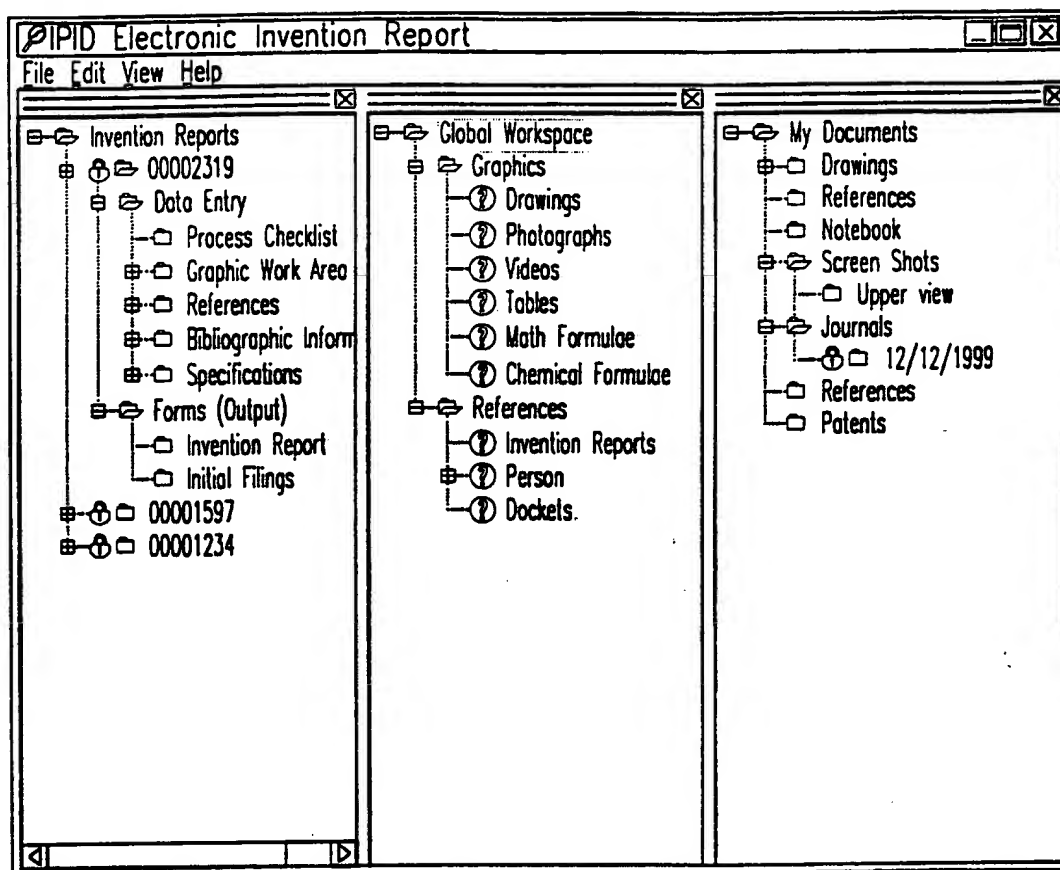 IPID Electronic Invention Report
File Edit View Help
Invention Reports
00002319
Data Entry
Process Checklist
Graphic Work Area
References
Bibliographic Inform
Specifications
Forms (Output)
Invention Report
Initial Filings
00001597
00001234
Global Workspace
Graphics
Drawings
Photographs
Videos
Tables
Math Formulae
Chemical Formulae
References
Invention Reports
Person
Dockets
My Documents
Drawings
References
Notebook
Screen Shots
Upper view
Journals
12/12/1999
References
Patents